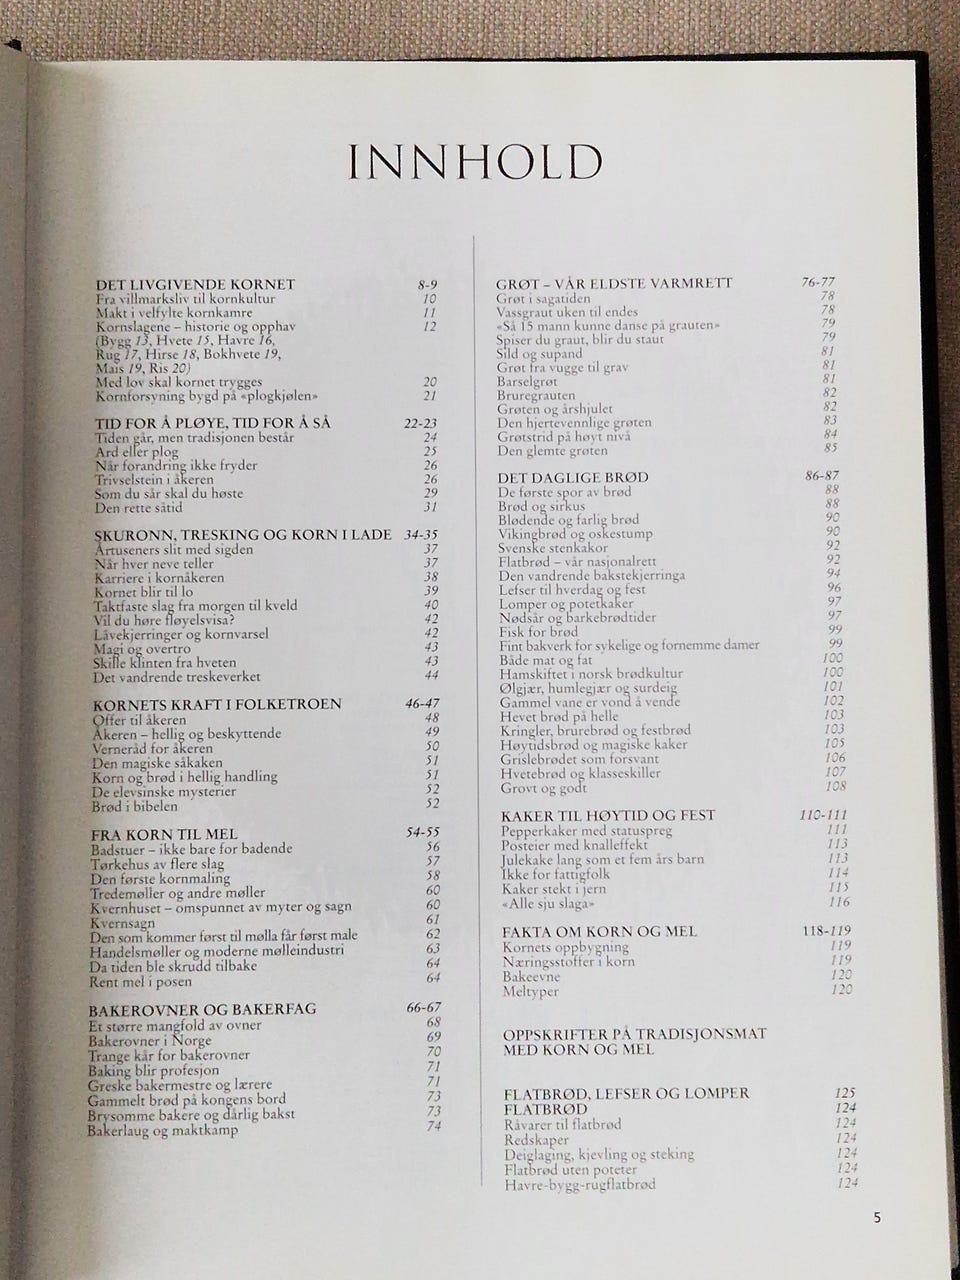 INNHOLD
DET LIVGIVENDE KORNET 8-9
Fra villmarksliv til kornkultur 10
Makt i velfylte kornkamre 11
Kornslagene – historie og opphav 12
(Bygg 13, Hvete 15, Havre 16,
Rug 17, Hirse 18, Bokhvete 19,
Mais 19, Ris 20)
Med lov skal kornet trygges 20
Kornforsyning bygd på «plogkjølen» 21
TID FOR Å PLØYE, TID FOR Å SÅ 22-23
Tiden går, men tradisjonen består 24
Ard eller plog 25
Når forandring ikke fryder 26
Trivselstein i åkeren 26
Som du sår skal du høste 29
Den rette såtid 31
SKURONN, TRESKING OG KORN I LADE 34-35
Årtuseners slit med sigden 37
Når hver neve teller 37
Karriere i kornåkeren 38
Kornet blir til lo 39
Taktfaste slag fra morgen til kveld 40
Vil du høre fløyelsvisa? 42
Låvekjerringer og kornvarsel 42
Magi og overtro 43
Skille klinten fra hveten 43
Det vandrende treskeverket 44
KORNETS KRAFT I FOLKETROEN 46-47
Offer til åkeren 48
Åkeren – hellig og beskyttende 49
Verneråd for åkeren 50
Den magiske såkaken 51
Korn og brød i hellig handling 51
De elevsinske mysterier 52
Brød i bibelen 52
FRA KORN TIL MEL 54-55
Badstuer – ikke bare for badende 56
Tørkehus av flere slag 57
Den første kornmaling 58
Tredemøller og andre møller 60
Kvernhuset – omspunnet av myter og sagn 60
Kvernsagn 61
Den som kommer først til mølla får først male 62
Handelsmøller og moderne mølleindustri 63
Da tiden ble skrudd tilbake 64
Rent mel i posen 64
BAKEROVNER OG BAKERFAG 66-67
Et større mangfold av ovner 68
Bakerovner i Norge 69
Trange kår for bakerovner 70
Baking blir profesjon 71
Greske bakermestre og lærere 71
Gammelt brød på kongens bord 73
Brysomme bakere og dårlig bakst 73
Bakerlaug og maktkamp 74
GRØT – VÅR ELDSTE VARMRETT 76-77
Grøt i sagatiden 78
Vassgraut uken til endes 78
«Så 15 mann kunne danse på grauten» 79
Spiser du graut, blir du staut 79
Sild og supand 81
Grøt fra vugge til grav 81
Barselgrøt 81
Bruregrauten 82
Grøten og årshjulet 82
Den hjertevennlige grøten 83
Grøtstrid på høyt nivå 84
Den glemte grøten 85
DET DAGLIGE BRØD 86-87
De første spor av brød 88
Brød og sirkus 88
Blødende og farlig brød 90
Vikingbrød og oskestump 90
Svenske stenkakor 92
Flatbrød – vår nasjonalrett 92
Den vandrende bakstekjerringa 94
Lefser til hverdag og fest 96
Lomper og potetkaker 97
Nødsår og barkebrødtider 97
Fisk for brød 99
Fint bakverk for sykelige og fornemme damer 99
Både mat og fat 100
Hamskiftet i norsk brødkultur 100
Ølgjær, humlegjær og surdeig 101
Gammel vane er vond å vende 102
Hevet brød på helle 103
Kringler, brurebrød og festbrød 103
Høytidsbrød og magiske kaker 105
Grislebrødet som forsvant 106
Hvetebrød og klasseskiller 107
Grovt og godt 108
KAKER TIL HØYTID OG FEST 110-111
Pepperkaker med statuspreg 111
Posteier med knalleffekt 113
Julekake lang som et fem års barn 113
Ikke for fattigfolk 114
Kaker stekt i jern 115
«Alle sju slaga» 116
FAKTA OM KORN OG MEL 118-119
Kornets oppbygning 119
Næringsstoffer i korn 119
Bakeevne 120
Meltyper 120
OPPSKRIFTER PÅ TRADISJONSMAT
MED KORN OG MEL
FLATBRØD, LEFSER OG LOMPER 125
FLATBRØD 124
Råvarer til flatbrød 124
Redskaper 124
Deiglaging, kjevling og steking 124
Flatbrød uten poteter 124
Havre-bygg-rugflatbrød 124
5